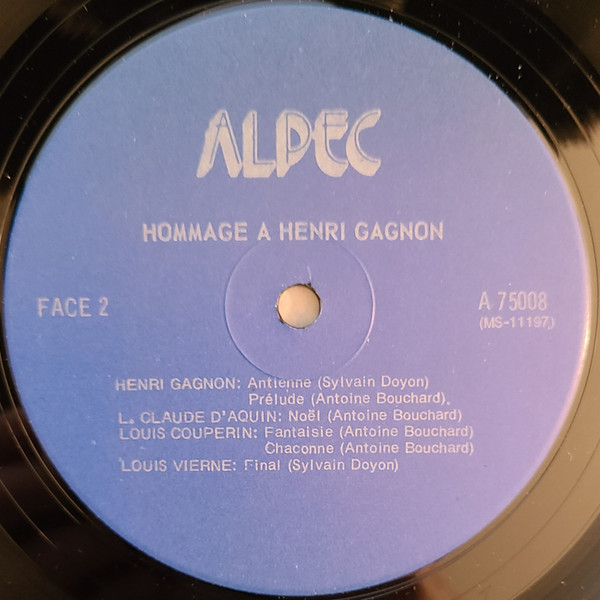 ALPEC
HOMMAGE A HENRI GAGNON
FACE 2
A 75008
(MS-11197)
HENRI GAGNON: Antienne (Sylvain Doyon)
Prélude (Antoine Bouchard).
L. CLAUDE D'AQUIN: Noël (Antoine Bouchard)
LOUIS COUPERIN: Fantaisie (Antoine Bouchard)
Chaconne (Antoine Bouchard)
LOUIS VIERNE: Final (Sylvain Doyon)